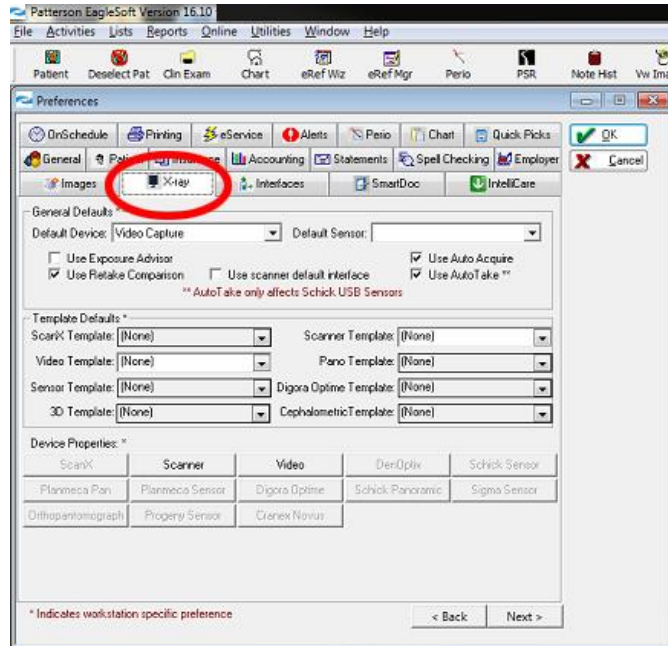 Patterson EagleSoft Version 16.10
File Activities Lists Reports Online Utilities Window Help
Patient Deselect Pat Clin Exam Chart eRef Wiz eRef Mgr Perio PSR Note Hist Vw Ima
Preferences
OnSchedule Printing eService Alerts Perio Chart Quick Picks OK
General Accounting Statements Spell Checking Employer Cancel
Images X-ray Interfaces SmartDoc IntelliCare
General Defaults *
Default Device: Video Capture Default Sensor:
Use Exposure Advisor Use Auto Acquire
Use Retake Comparison Use scanner default interface Use AutoTake **
** AutoTake only affects Schick USB Sensors
Template Defaults *
ScanX Template: (None) Scanner Template: (None)
Video Template: (None) Pano Template: (None)
Sensor Template: (None) Digora Optime Template: (None)
3D Template: (None) Cephalometric Template: (None)
Device Properties: *
ScanX Scanner Video DenOptix Schick Sensor
Planmeca Pan Planmeca Sensor Digora Optime Schick Panoramic Sigma Sensor
Orthopantomograph Progeny Sensor Cranex Novus
* Indicates workstation specific preference < Back Next >